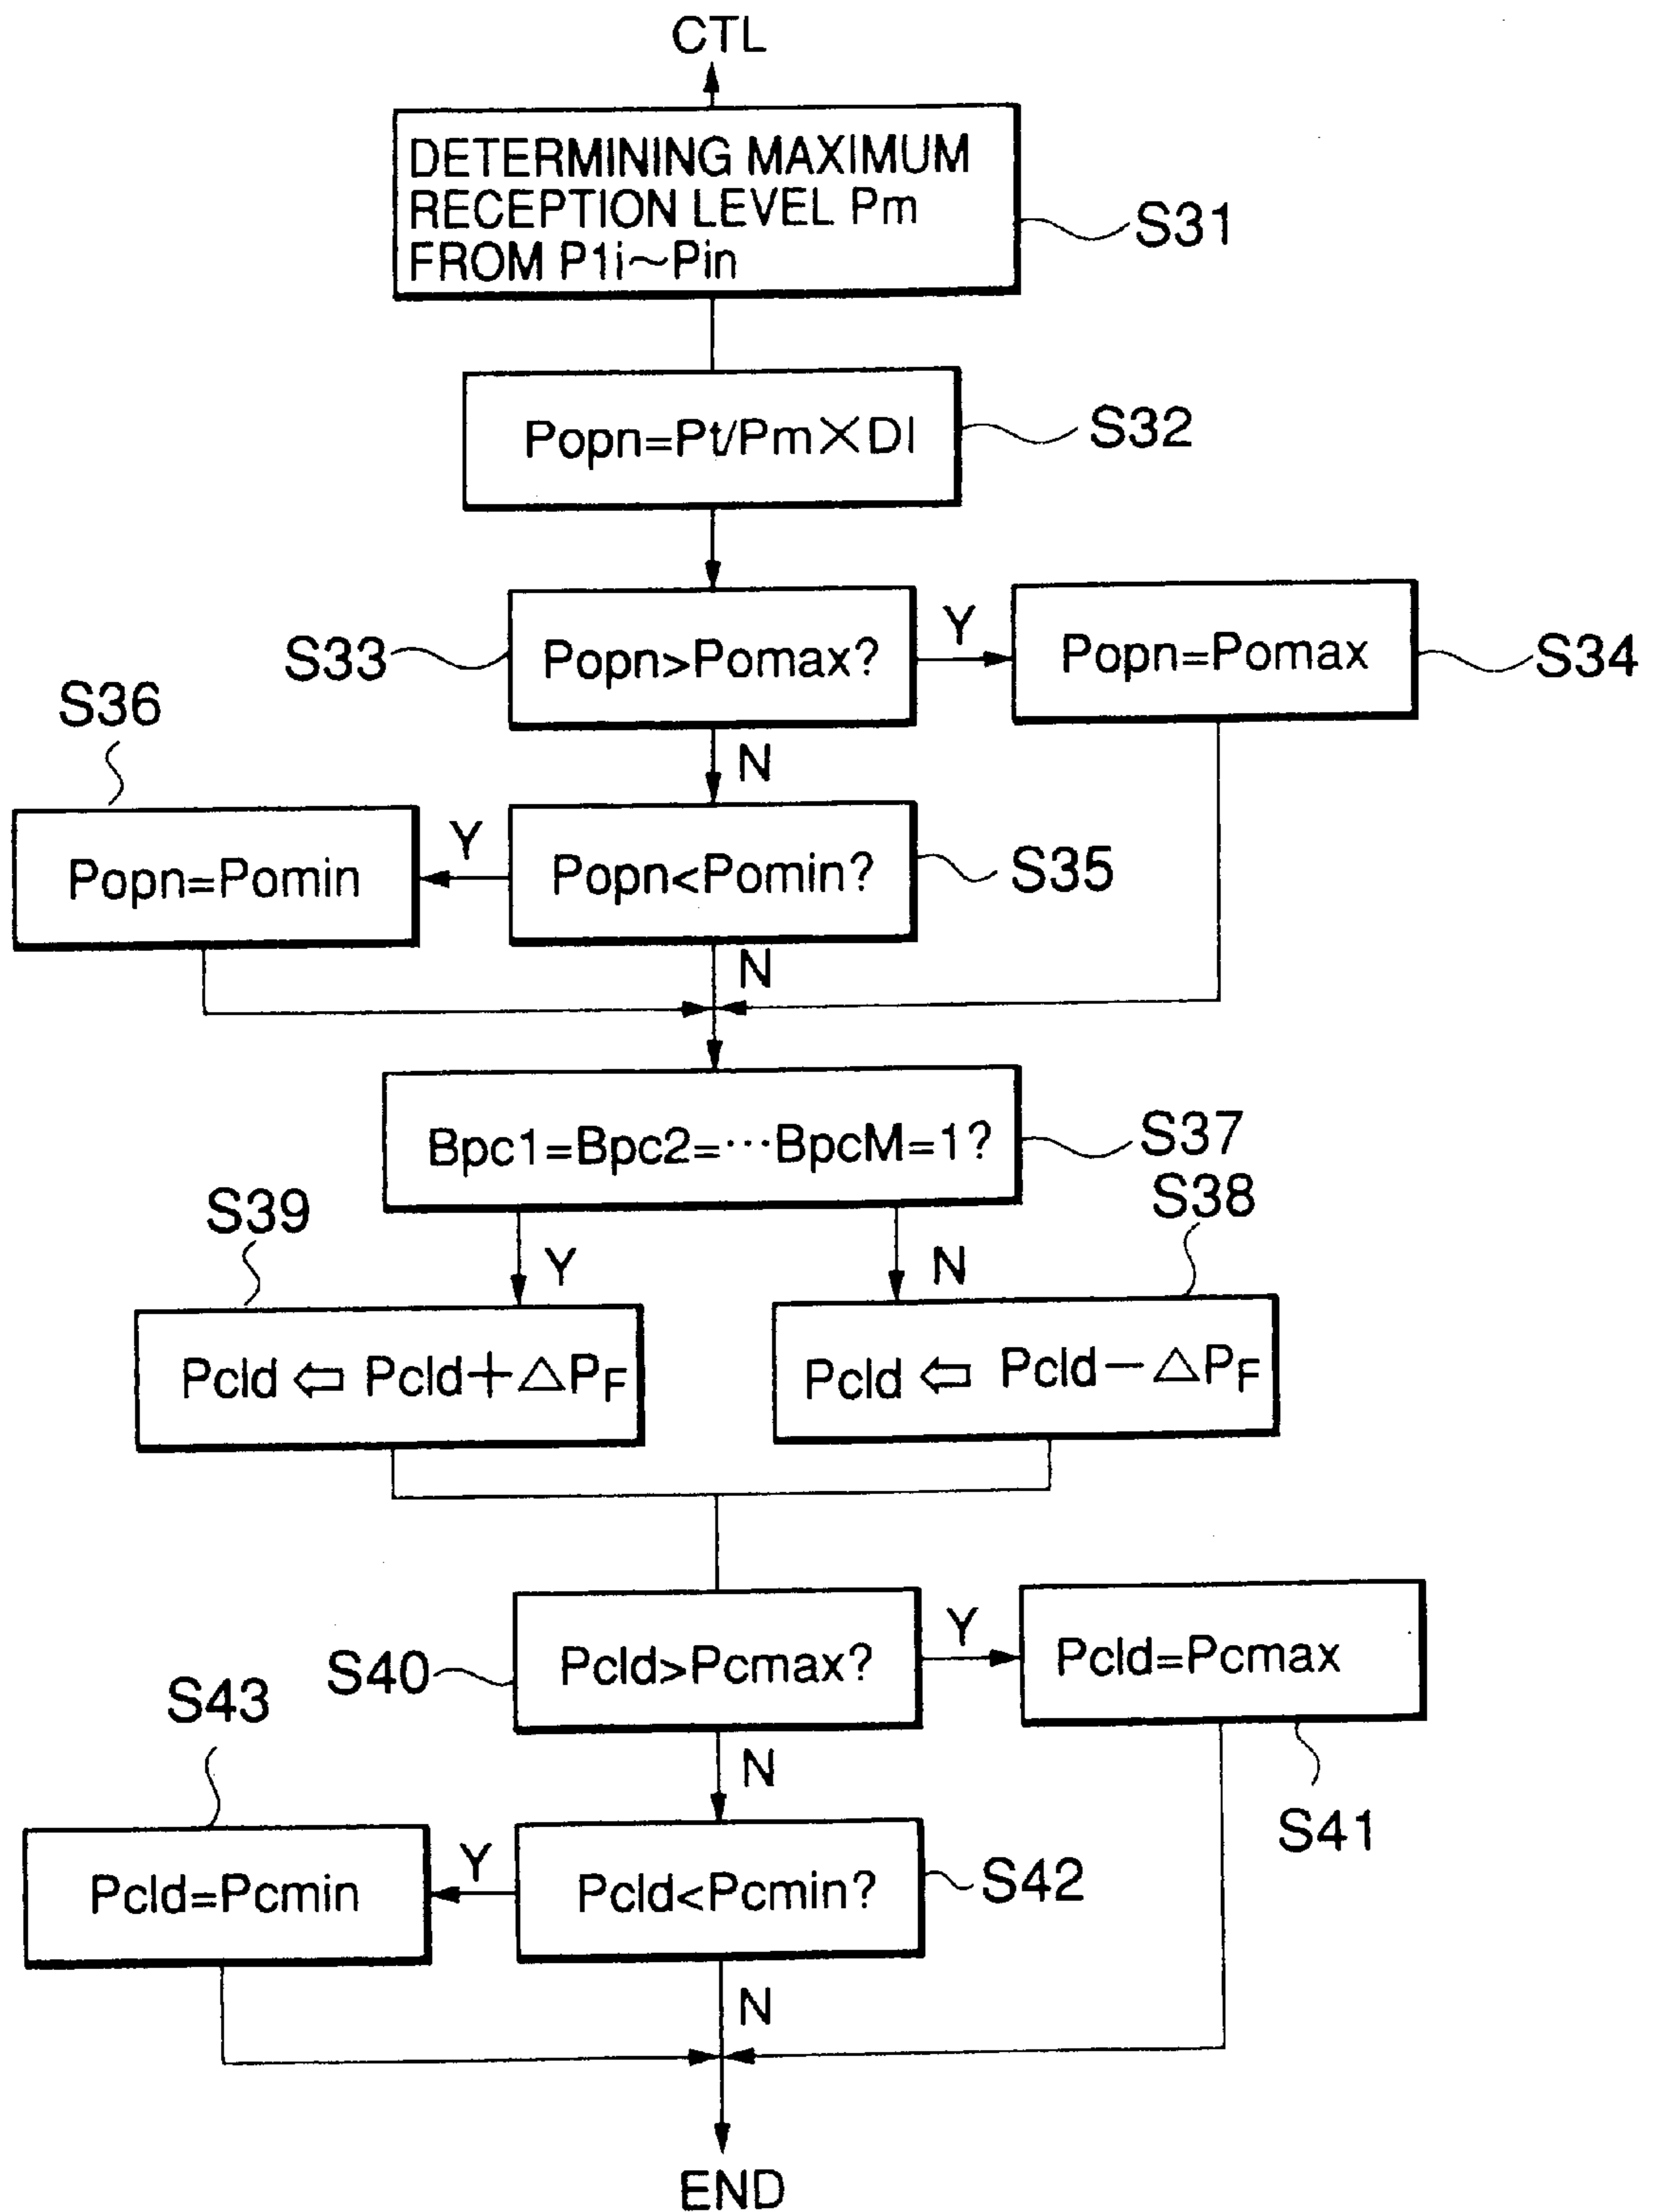 CTL
DETERMINING MAXIMUM
RECEPTION LEVEL Pm
FROM P1i~Pin
S31
Popn=Pt/Pm×Dl
S32
S33
Popn>Pomax?
Y
Popn=Pomax
S34
N
S36
Popn=Pomin
Y
Popn<Pomin?
S35
N
Bpc1=Bpc2=···BpcM=1?
S37
S39
Y
N
S38
Pcld ⇦ Pcld+△PF
Pcld ⇦ Pcld−△PF
S40
Pcld>Pcmax?
Y
Pcld=Pcmax
S41
N
S43
Pcld=Pcmin
Y
Pcld<Pcmin?
S42
N
END